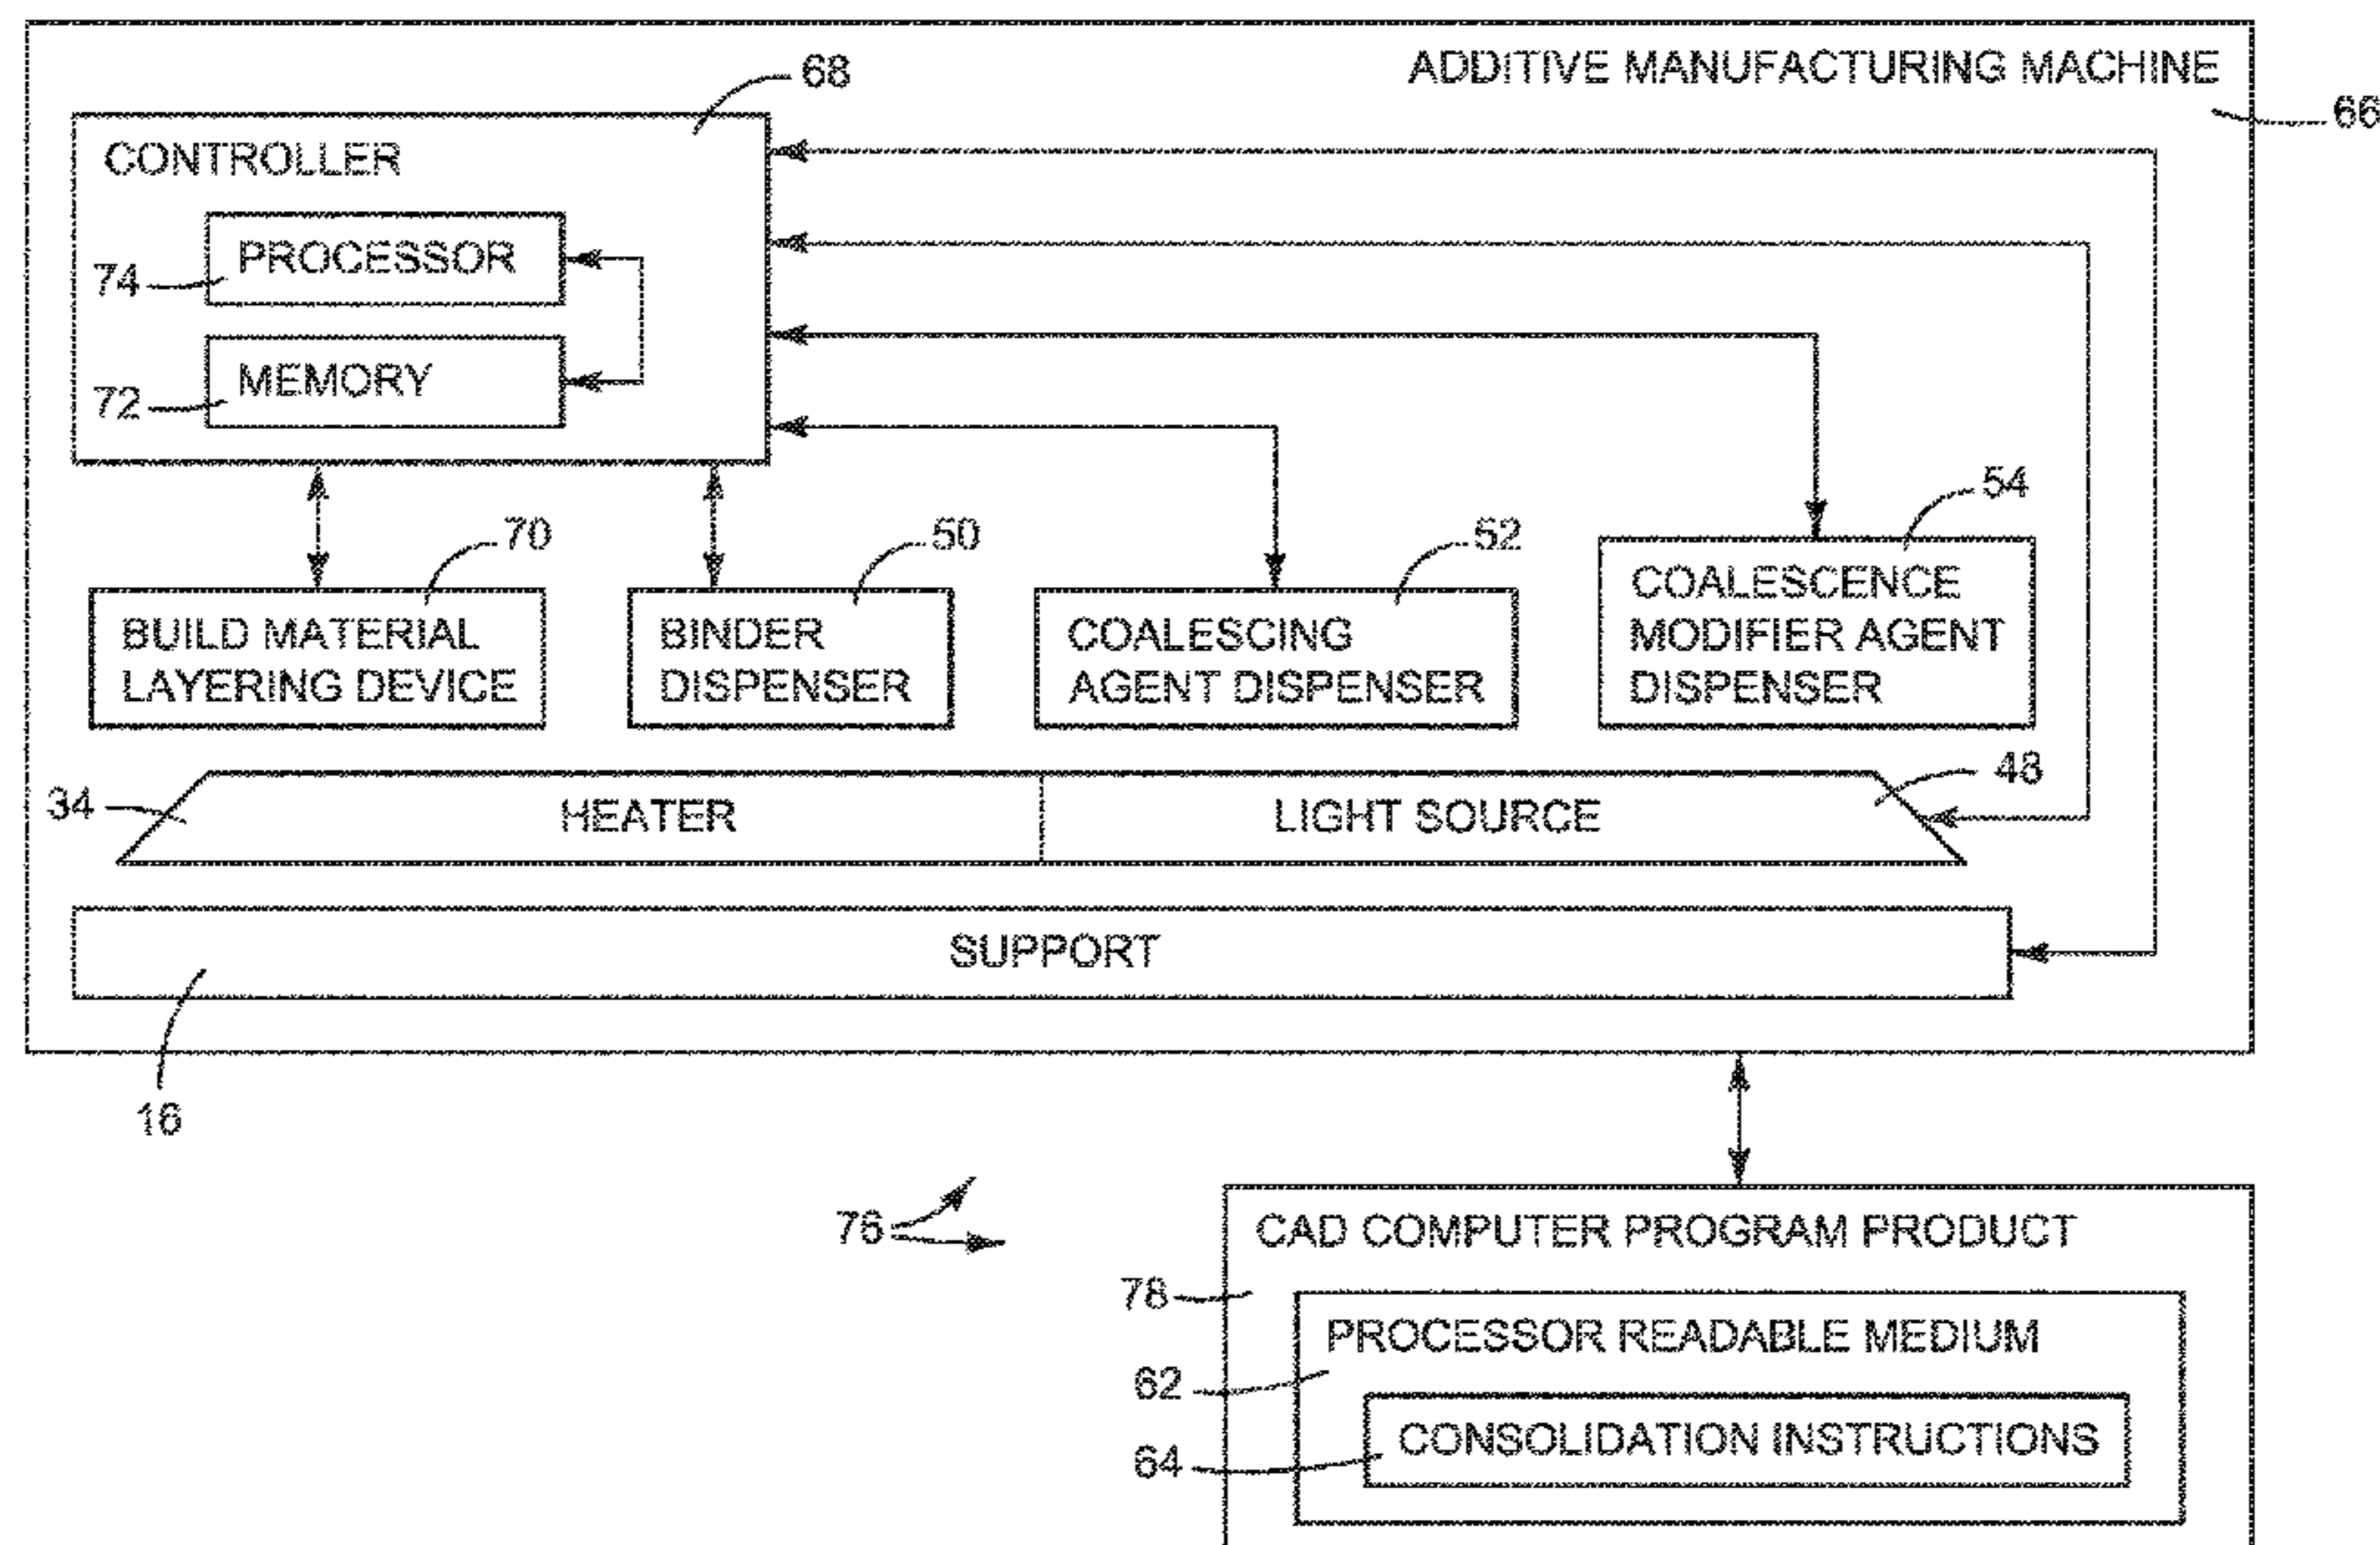 ADDITIVE MANUFACTURING MACHINE
66
68
CONTROLLER
PROCESSOR
74
MEMORY
72
70
BUILD MATERIAL
LAYERING DEVICE
50
BINDER
DISPENSER
52
COALESCING
AGENT DISPENSER
54
COALESCENCE
MODIFIER AGENT
DISPENSER
34
HEATER
LIGHT SOURCE
48
SUPPORT
16
76
CAD COMPUTER PROGRAM PRODUCT
78
PROCESSOR READABLE MEDIUM
62
CONSOLIDATION INSTRUCTIONS
64